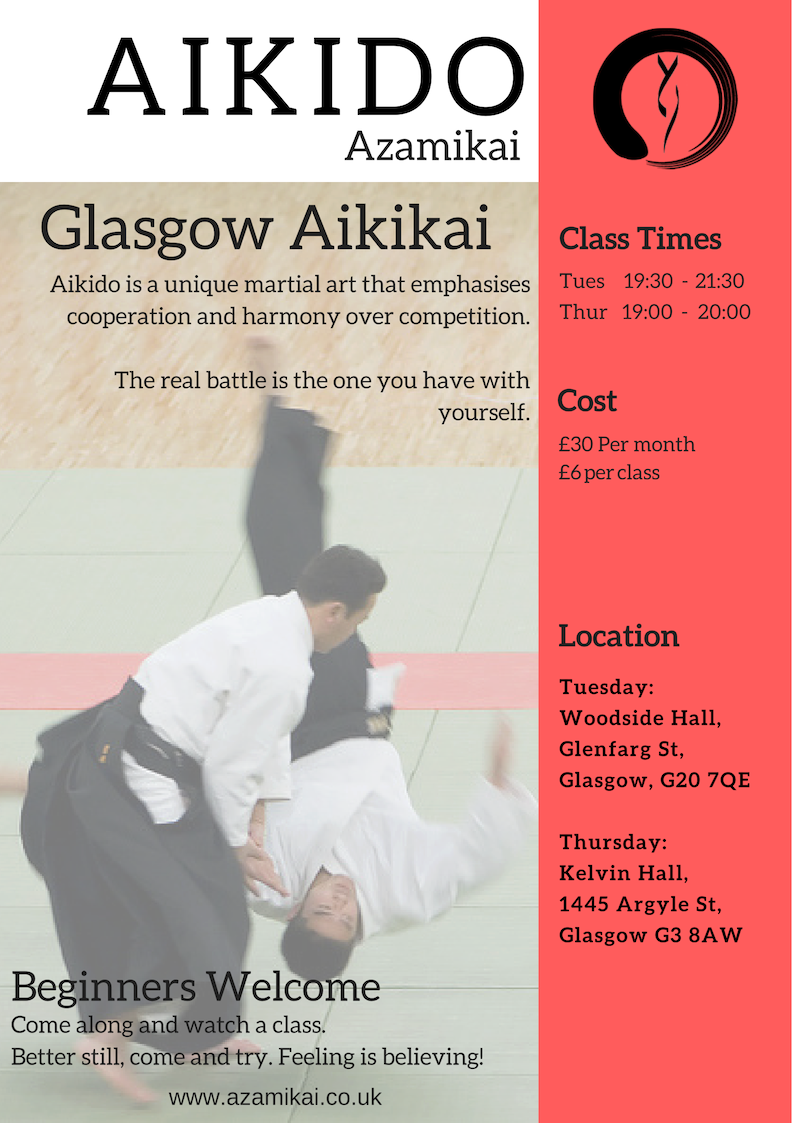 AIKIDO
Azamikai
Glasgow Aikikai
Aikido is a unique martial art that emphasises
cooperation and harmony over competition.
The real battle is the one you have with
yourself.
Beginners Welcome
Come along and watch a class.
Better still, come and try. Feeling is believing!
www.azamikai.co.uk
Class Times
Tues 19:30 - 21:30
Thur 19:00 - 20:00
Cost
£30 Per month
£6 per class
Location
Tuesday:
Woodside Hall,
Glenfarg St,
Glasgow, G20 7QE
Thursday:
Kelvin Hall,
1445 Argyle St,
Glasgow G3 8AW